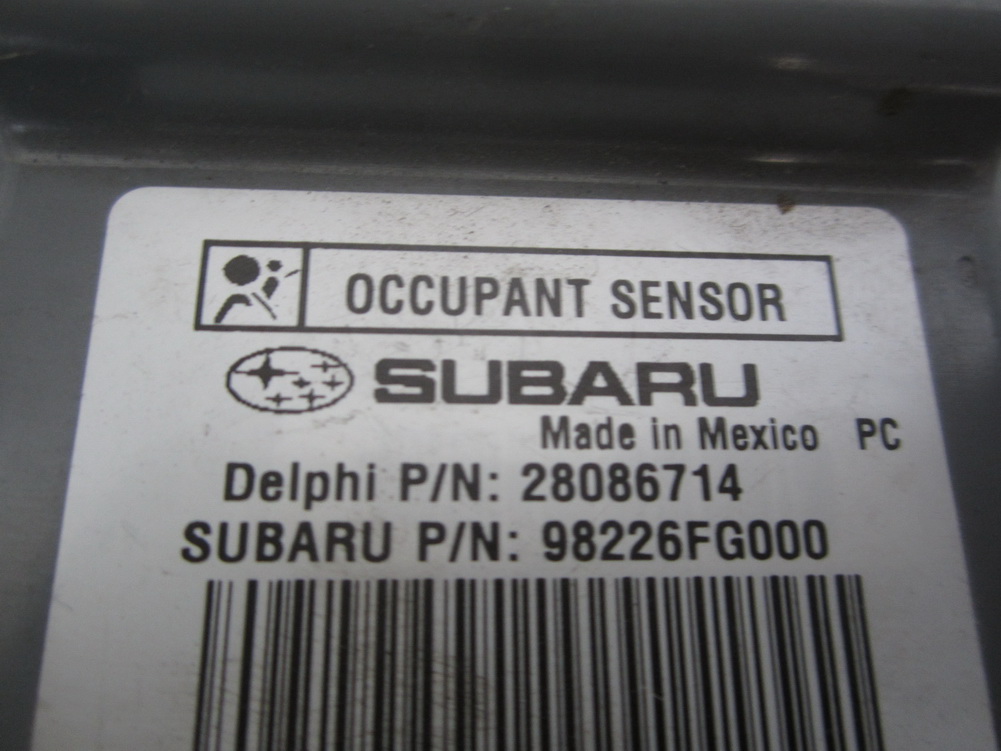 OCCUPANT SENSOR
SUBARU
Made in Mexico PC
Delphi P/N: 28086714
SUBARU P/N: 98226FG000